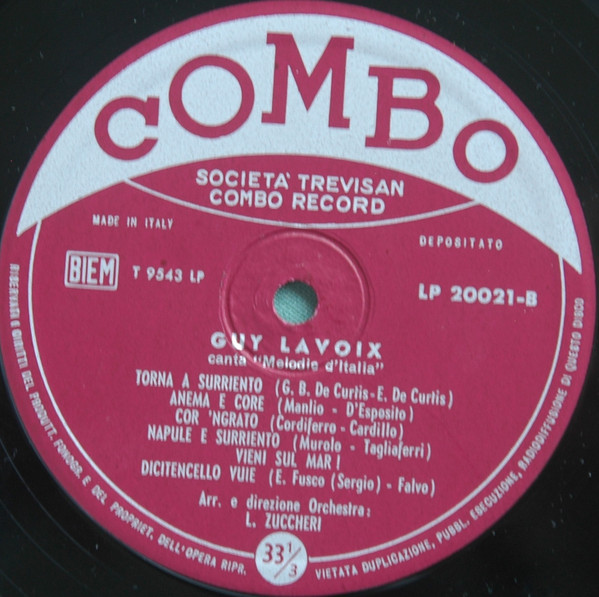 COMBO
SOCIETA' TREVISAN
COMBO RECORD
MADE IN ITALY
DEPOSITATO
BIEM
T 9543 LP
LP 20021-B
GUY LAVOIX
canta "Melodie d'Italia"
TORNA A SURRIENTO (G. B. De Curtis-E. De Curtis)
ANEMA E CORE (Manlio - D'Esposito)
COR 'NGRATO (Cordiferro - Cardillo)
NAPULE E SURRIENTO (Murolo - Tagliaferri)
VIENI SUL MAR!
DICITENCELLO VUIE (E. Fusco (Sergio) - Falvo)
Arr. e direzione Orchestra:
L. ZUCCHERI
33 1/3
RISERVATI I DIRITTI DEL PRODUTT. FONOGR. E DEL PROPRIET. DELL'OPERA RIPR.
VIETATA DUPLICAZIONE, PUBBL. ESECUZIONE, RADIODIFFUSIONE DI QUESTO DISCO